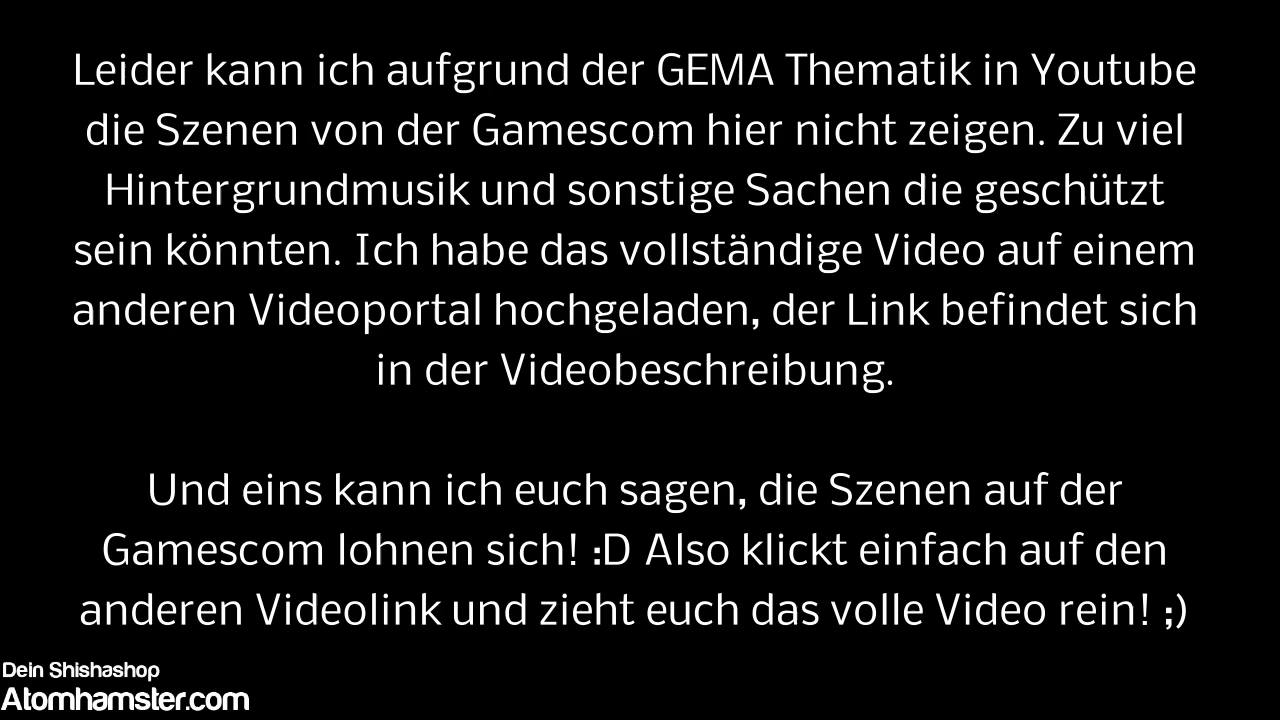 Leider kann ich aufgrund der GEMA Thematik in Youtube
die Szenen von der Gamescom hier nicht zeigen. Zu viel
Hintergrundmusik und sonstige Sachen die geschützt
sein könnten. Ich habe das vollständige Video auf einem
anderen Videoportal hochgeladen, der Link befindet sich
in der Videobeschreibung.
Und eins kann ich euch sagen, die Szenen auf der
Gamescom lohnen sich! :D Also klickt einfach auf den
anderen Videolink und zieht euch das volle Video rein! ;)
Dein Shishashop
Atomhamster.com